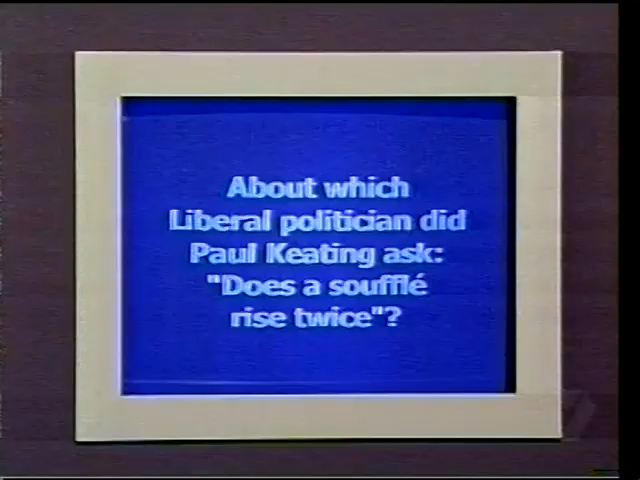 About which
Liberal politician did
Paul Keating ask:
"Does a soufflé
rise twice"?